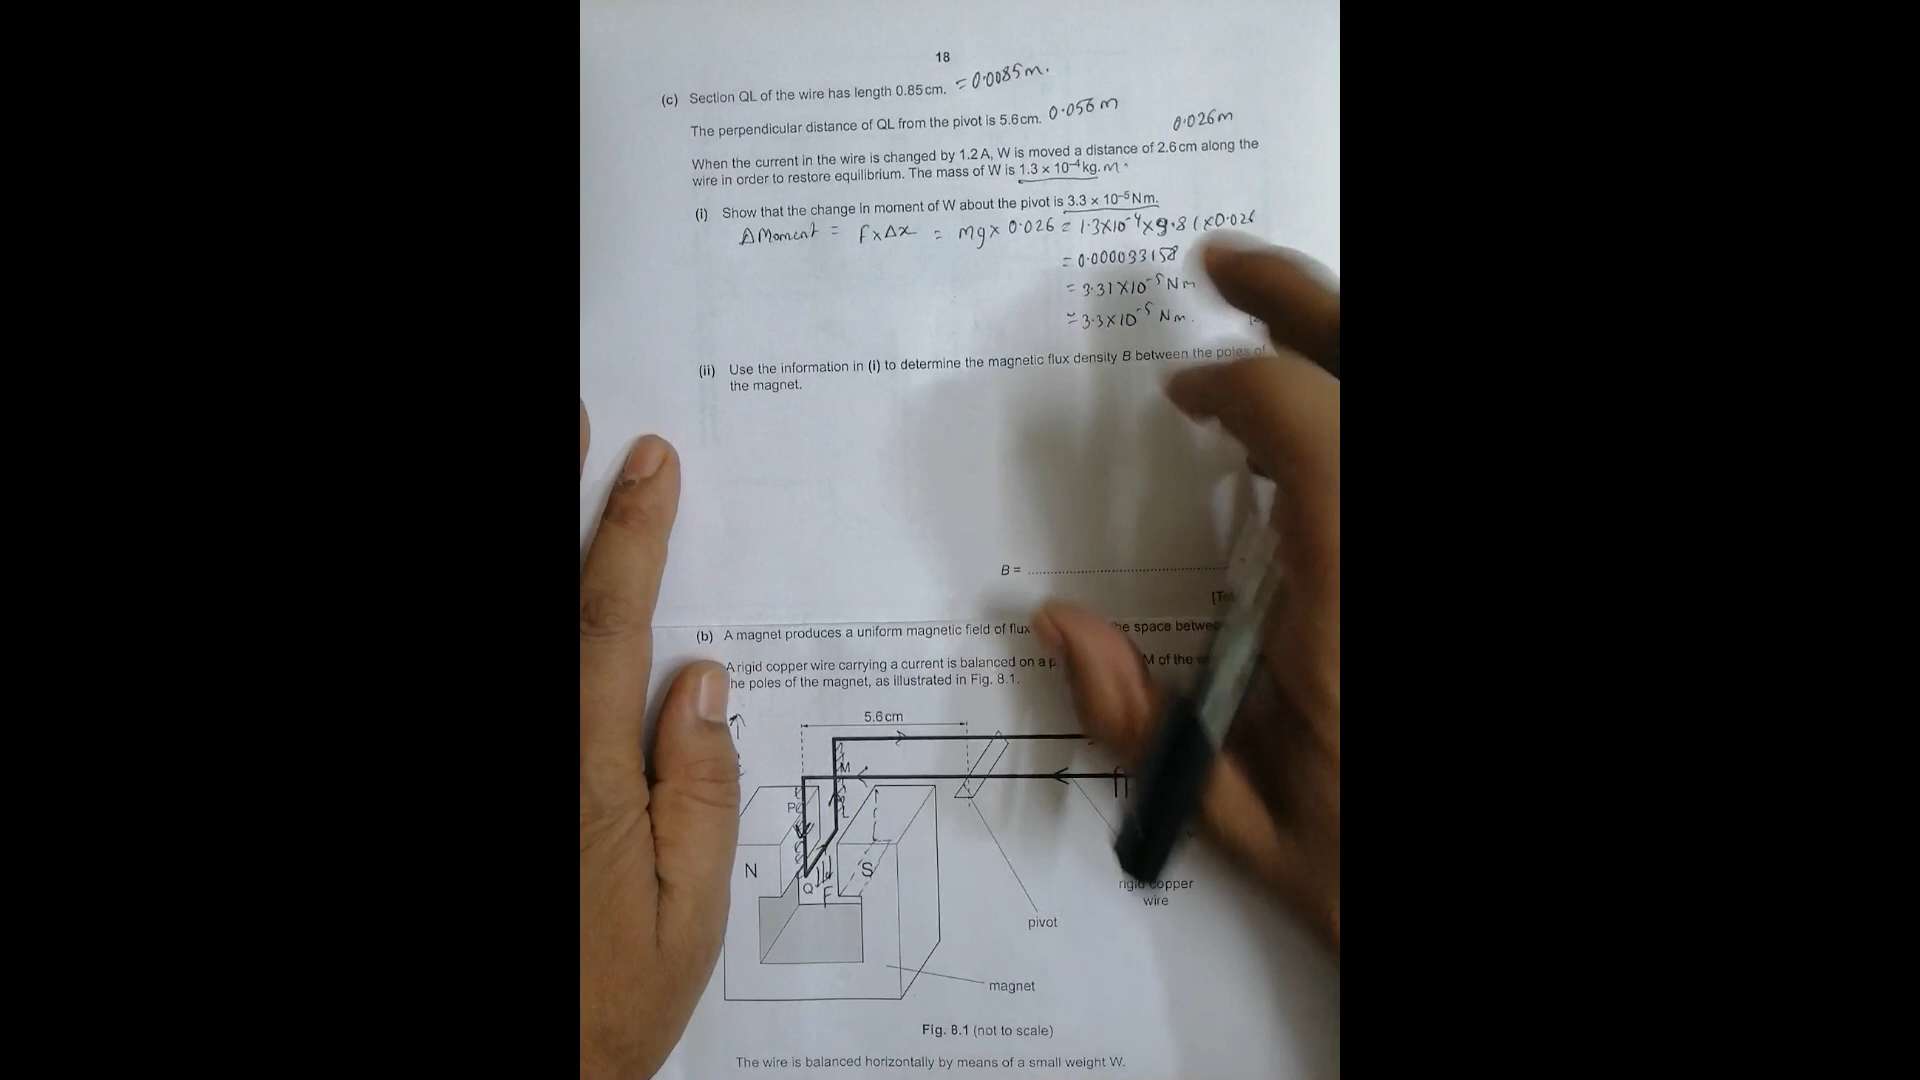 18
(c) Section QL of the wire has length 0.85 cm. = 0.0085m.
The perpendicular distance of QL from the pivot is 5.6 cm. 0.056 m
0.026m
When the current in the wire is changed by 1.2 A, W is moved a distance of 2.6 cm along the
wire in order to restore equilibrium. The mass of W is 1.3 × 10⁻⁴ kg. m
(i) Show that the change in moment of W about the pivot is 3.3 × 10⁻⁵ N m.
Δ Moment = F × Δx = mg × 0.026 = 1.3×10⁻⁴ × 9.81 × 0.026
= 0.000033158
= 3.31 × 10⁻⁵ Nm
≈ 3.3 × 10⁻⁵ Nm.
(ii) Use the information in (i) to determine the magnetic flux density B between the poles of
the magnet.
B =
(b) A magnet produces a uniform magnetic field of flux he space betwee
A rigid copper wire carrying a current is balanced on a p M of the
he poles of the magnet, as illustrated in Fig. 8.1.
5.6 cm
M
P
L
N
Q
F
S
rigid copper
wire
pivot
magnet
Fig. 8.1 (not to scale)
The wire is balanced horizontally by means of a small weight W.